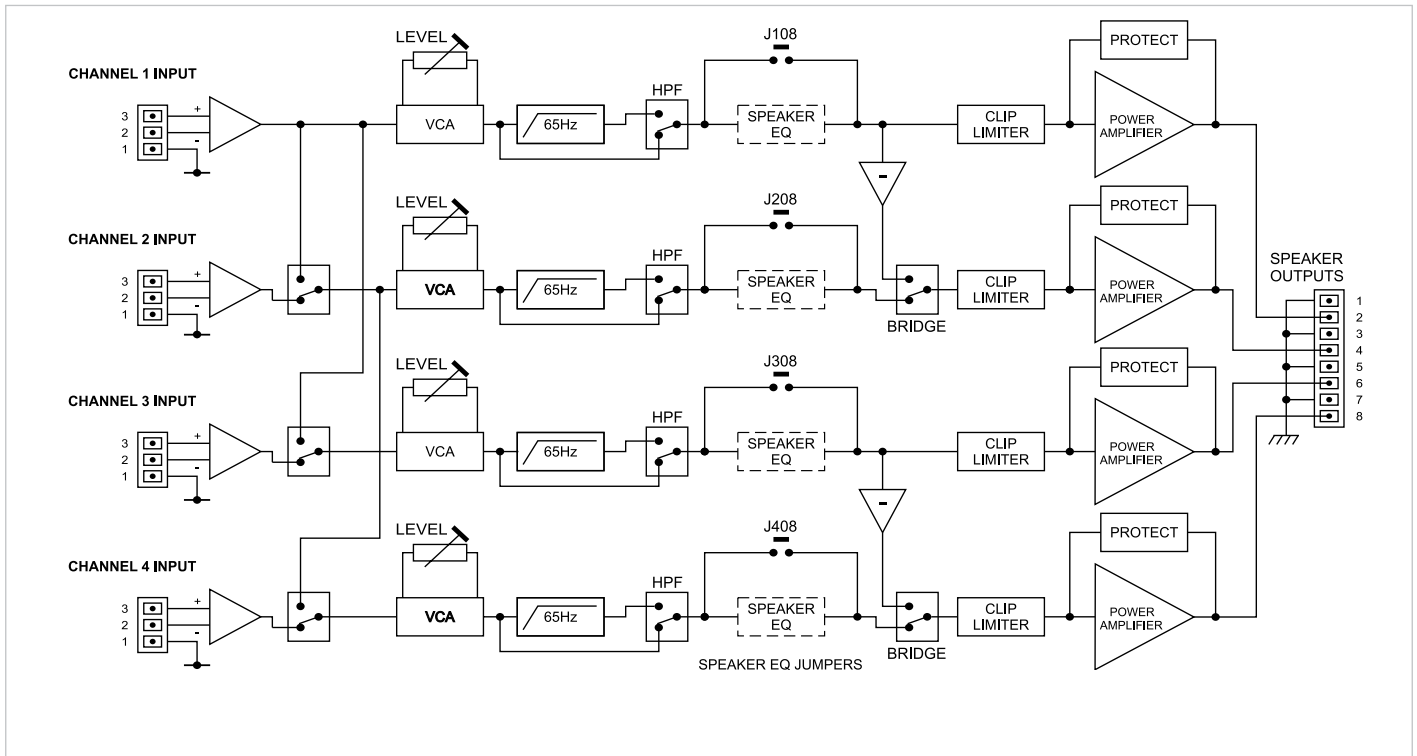 LEVEL
J108
PROTECT
CHANNEL 1 INPUT
HPF
3
2
1
+
-
VCA
65Hz
SPEAKER
EQ
CLIP
LIMITER
POWER
AMPLIFIER
-
LEVEL
J208
PROTECT
CHANNEL 2 INPUT
HPF
3
2
1
+
-
VCA
65Hz
SPEAKER
EQ
BRIDGE
CLIP
LIMITER
POWER
AMPLIFIER
SPEAKER
OUTPUTS
1
2
3
4
5
6
7
8
LEVEL
J308
PROTECT
CHANNEL 3 INPUT
HPF
3
2
1
+
-
VCA
65Hz
SPEAKER
EQ
CLIP
LIMITER
POWER
AMPLIFIER
-
LEVEL
J408
PROTECT
CHANNEL 4 INPUT
HPF
3
2
1
+
-
VCA
65Hz
SPEAKER
EQ
BRIDGE
CLIP
LIMITER
POWER
AMPLIFIER
SPEAKER EQ JUMPERS